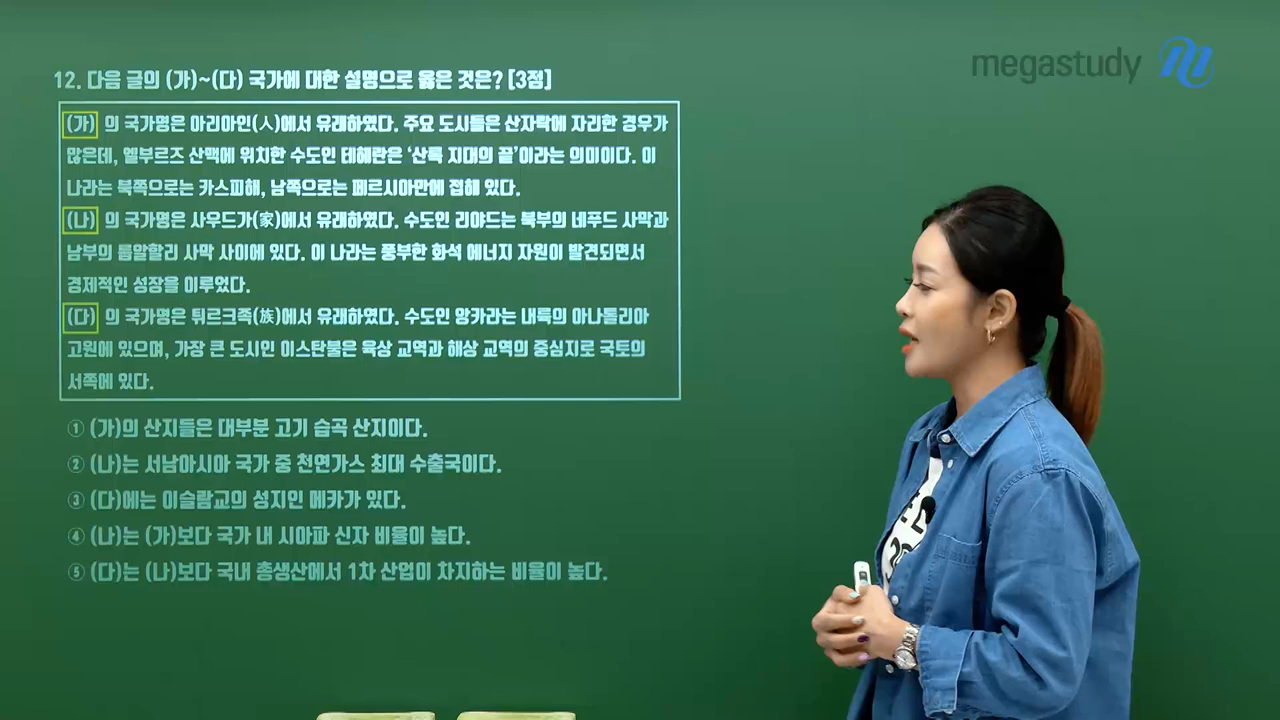 megastudy
12. 다음 글의 (가)~(다) 국가에 대한 설명으로 옳은 것은? [3점]
(가) 의 국가명은 아리아인(人)에서 유래하였다. 주요 도시들은 산자락에 자리한 경우가
많은데, 엘부르즈 산맥에 위치한 수도인 테헤란은 ‘산록 지대의 끝’이라는 의미이다. 이
나라는 북쪽으로는 카스피해, 남쪽으로는 페르시아만에 접해 있다.
(나) 의 국가명은 사우드가(家)에서 유래하였다. 수도인 리야드는 북부의 네푸드 사막과
남부의 룹알할리 사막 사이에 있다. 이 나라는 풍부한 화석 에너지 자원이 발견되면서
경제적인 성장을 이루었다.
(다) 의 국가명은 튀르크족(族)에서 유래하였다. 수도인 앙카라는 내륙의 아나톨리아
고원에 있으며, 가장 큰 도시인 이스탄불은 육상 교역과 해상 교역의 중심지로 국토의
서쪽에 있다.
① (가)의 산지들은 대부분 고기 습곡 산지이다.
② (나)는 서남아시아 국가 중 천연가스 최대 수출국이다.
③ (다)에는 이슬람교의 성지인 메카가 있다.
④ (나)는 (가)보다 국가 내 시아파 신자 비율이 높다.
⑤ (다)는 (나)보다 국내 총생산에서 1차 산업이 차지하는 비율이 높다.